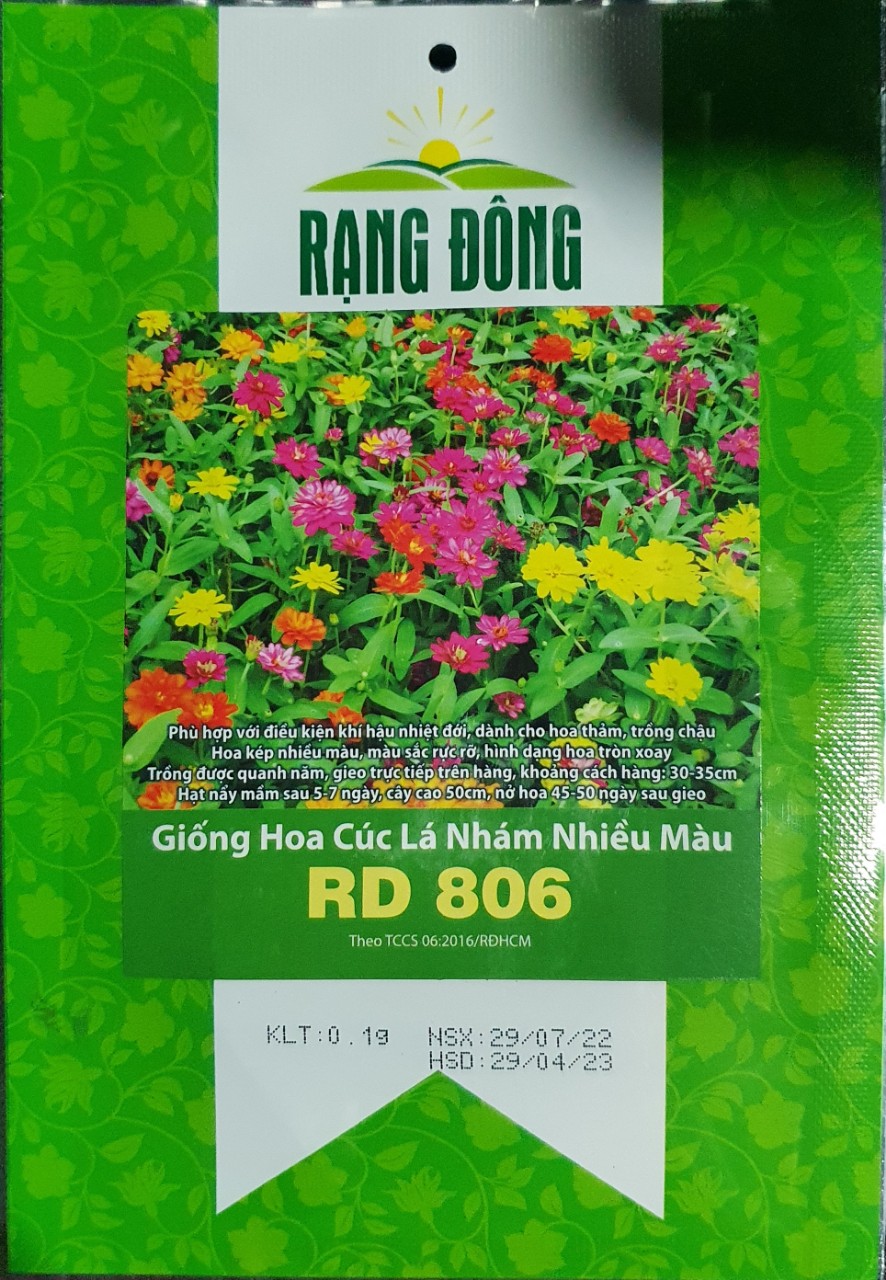 RẠNG ĐÔNG
Phù hợp với điều kiện khí hậu nhiệt đới, dành cho hoa thảm, trồng chậu
Hoa kép nhiều màu, màu sắc rực rỡ, hình dạng hoa tròn xoay
Trồng được quanh năm, gieo trực tiếp trên hàng, khoảng cách hàng: 30-35cm
Hạt nẩy mầm sau 5-7 ngày, cây cao 50cm, nở hoa 45-50 ngày sau gieo
Giống Hoa Cúc Lá Nhám Nhiều Màu
RD 806
Theo TCCS 06:2016/RĐHCM
KLT:0.1g NSX:29/07/22
HSD:29/04/23